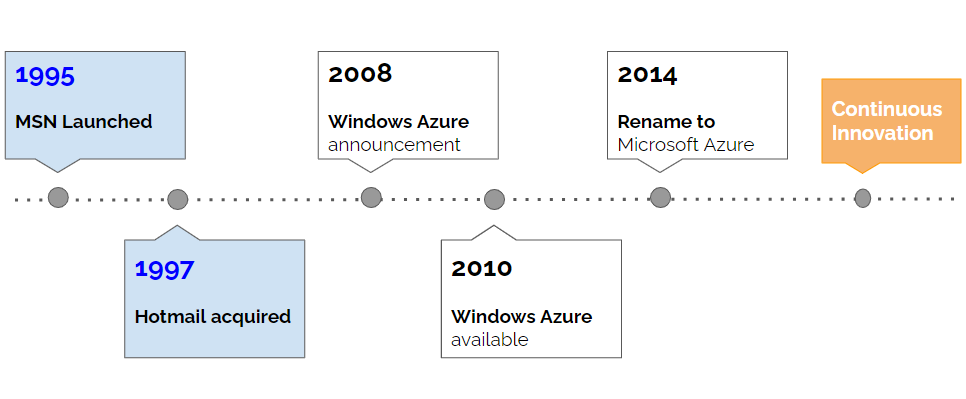 1995
MSN Launched
1997
Hotmail acquired
2008
Windows Azure
announcement
2010
Windows Azure
available
2014
Rename to
Microsoft Azure
Continuous
Innovation